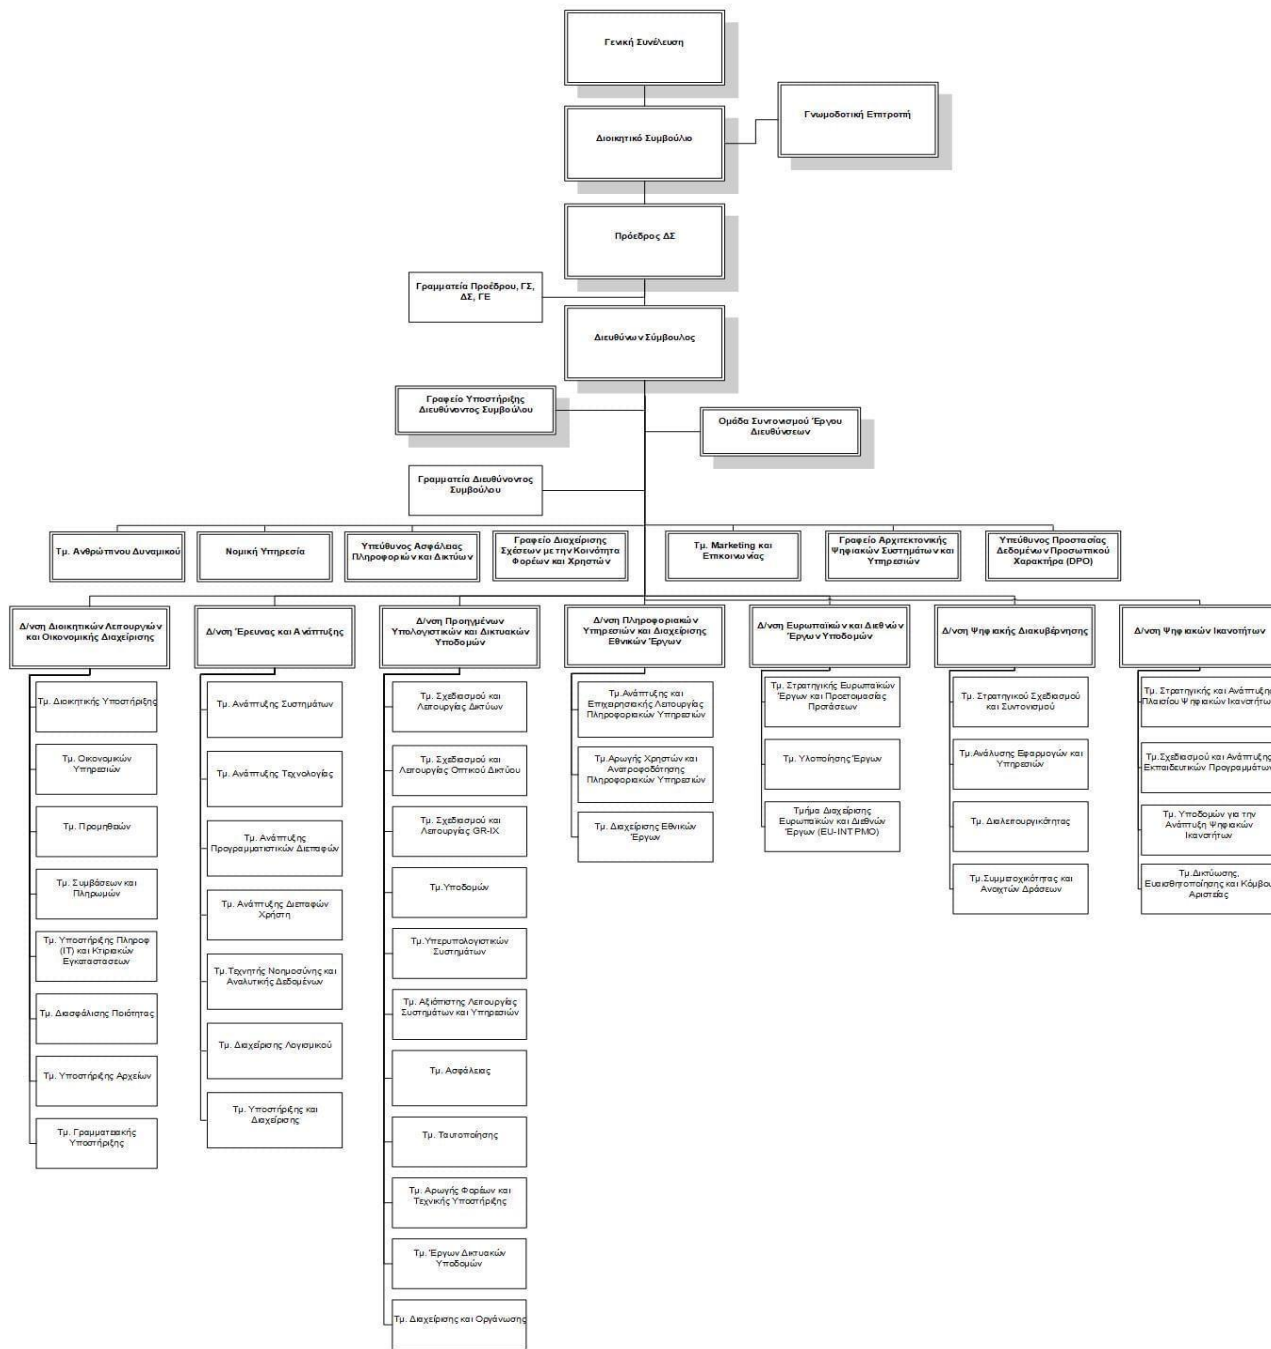 Γενική Συνέλευση
Γνωμοδοτική Επιτροπή
Διοικητικό Συμβούλιο
Πρόεδρος ΔΣ
Γραμματεία Προέδρου, ΓΣ,
ΔΣ, ΓΕ
Διευθύνων Σύμβουλος
Γραφείο Υποστήριξης
Διευθύνοντος Συμβούλου
Ομάδα Συντονισμού Έργου
Διευθύνσεων
Γραμματεία Διευθύνοντος
Συμβούλου
Τμ. Ανθρώπινου Δυναμικού
Νομική Υπηρεσία
Υπεύθυνος Ασφάλειας
Πληροφοριών και Δικτύων
Γραφείο Διαχείρισης
Σχέσεων με την Κοινότητα
Φορέων και Χρηστών
Τμ. Marketing και
Επικοινωνίας
Γραφείο Αρχιτεκτονικής
Ψηφιακών Συστημάτων και
Υπηρεσιών
Υπεύθυνος Προστασίας
Δεδομένων Προσωπικού
Χαρακτήρα (DPO)
Δ/νση Διοικητικών Λειτουργιών
και Οικονομικής Διαχείρισης
Τμ. Διοικητικής Υποστήριξης
Τμ. Οικονομικών
Υπηρεσιών
Τμ. Προμηθειών
Τμ. Συμβάσεων και
Πληρωμών
Τμ. Υποστήριξης Πληροφ
(IT) και Κτιριακών
Εγκαταστασεων
Τμ. Διασφάλισης Ποιότητας
Τμ. Υποστήριξης Αρχείων
Τμ. Γραμματειακής
Υποστήριξης
Δ/νση Έρευνας και Ανάπτυξης
Τμ. Ανάπτυξης Συστημάτων
Τμ. Ανάπτυξης Τεχνολογίας
Τμ. Ανάπτυξης
Προγραμματιστικών Διεπαφών
Τμ. Ανάπτυξης Διεπαφών
Χρήστη
Τμ.Τεχνητής Νοημοσύνης και
Αναλυτικής Δεδομένων
Τμ. Διαχείρισης Λογισμικού
Τμ. Υποστήριξης και
Διαχείρισης
Δ/νση Προηγμένων
Υπολογιστικών και Δικτυακών
Υποδομών
Τμ. Σχεδιασμού και
Λειτουργίας Δικτύων
Τμ. Σχεδιασμού και
Λειτουργίας Οπτικού Δικτύου
Τμ. Σχεδιασμού και
Λειτουργίας GR-IX
Τμ.Υποδομών
Τμ.Υπερυπολογιστικών
Συστημάτων
Τμ. Αξιόπιστης Λειτουργίας
Συστημάτων και Υπηρεσιών
Τμ. Ασφάλειας
Τμ. Ταυτοποίησης
Τμ. Αρωγής Φορέων και
Τεχνικής Υποστήριξης
Τμ. Έργων Δικτυακών
Υποδομών
Τμ. Διαχείρισης και Οργάνωσης
Δ/νση Πληροφοριακών
Υπηρεσιών και Διαχείρισης
Εθνικών Έργων
Τμ.Ανάπτυξης και
Επιχειρησιακής Λειτουργίας
Πληροφοριακών Υπηρεσιών
Τμ.Αρωγής Χρηστών και
Ανατροφοδότησης
Πληροφοριακών Υπηρεσιών
Τμ. Διαχείρισης Εθνικών
Έργων
Δ/νση Ευρωπαϊκών και Διεθνών
Έργων Υποδομών
Τμ. Στρατηγικής Ευρωπαϊκών
Έργων και Προετοιμασίας
Προτάσεων
Τμ. Υλοποίησης Έργων
Τμήμα Διαχείρισης
Ευρωπαϊκών και Διεθνών
Έργων (EU-INT PMO)
Δ/νση Ψηφιακής Διακυβέρνησης
Τμ. Στρατηγικού Σχεδιασμού
και Συντονισμού
Τμ.Ανάλυσης Εφαρμογών και
Υπηρεσιών
Τμ. Διαλειτουργικότητας
Τμ.Συμμετοχικότητας και
Ανοιχτών Δράσεων
Δ/νση Ψηφιακών Ικανοτήτων
Τμ. Στρατηγικής και Ανάπτυξης
Πλαισίου Ψηφιακών Ικανοτήτων
Τμ.Σχεδιασμού και Ανάπτυξης
Εκπαιδευτικών Προγραμμάτων
Τμ. Υποδομών για την
Ανάπτυξη Ψηφιακών
Ικανοτήτων
Τμ.Δικτύωσης,
Ευαισθητοποίησης και Κόμβου
Αριστείας